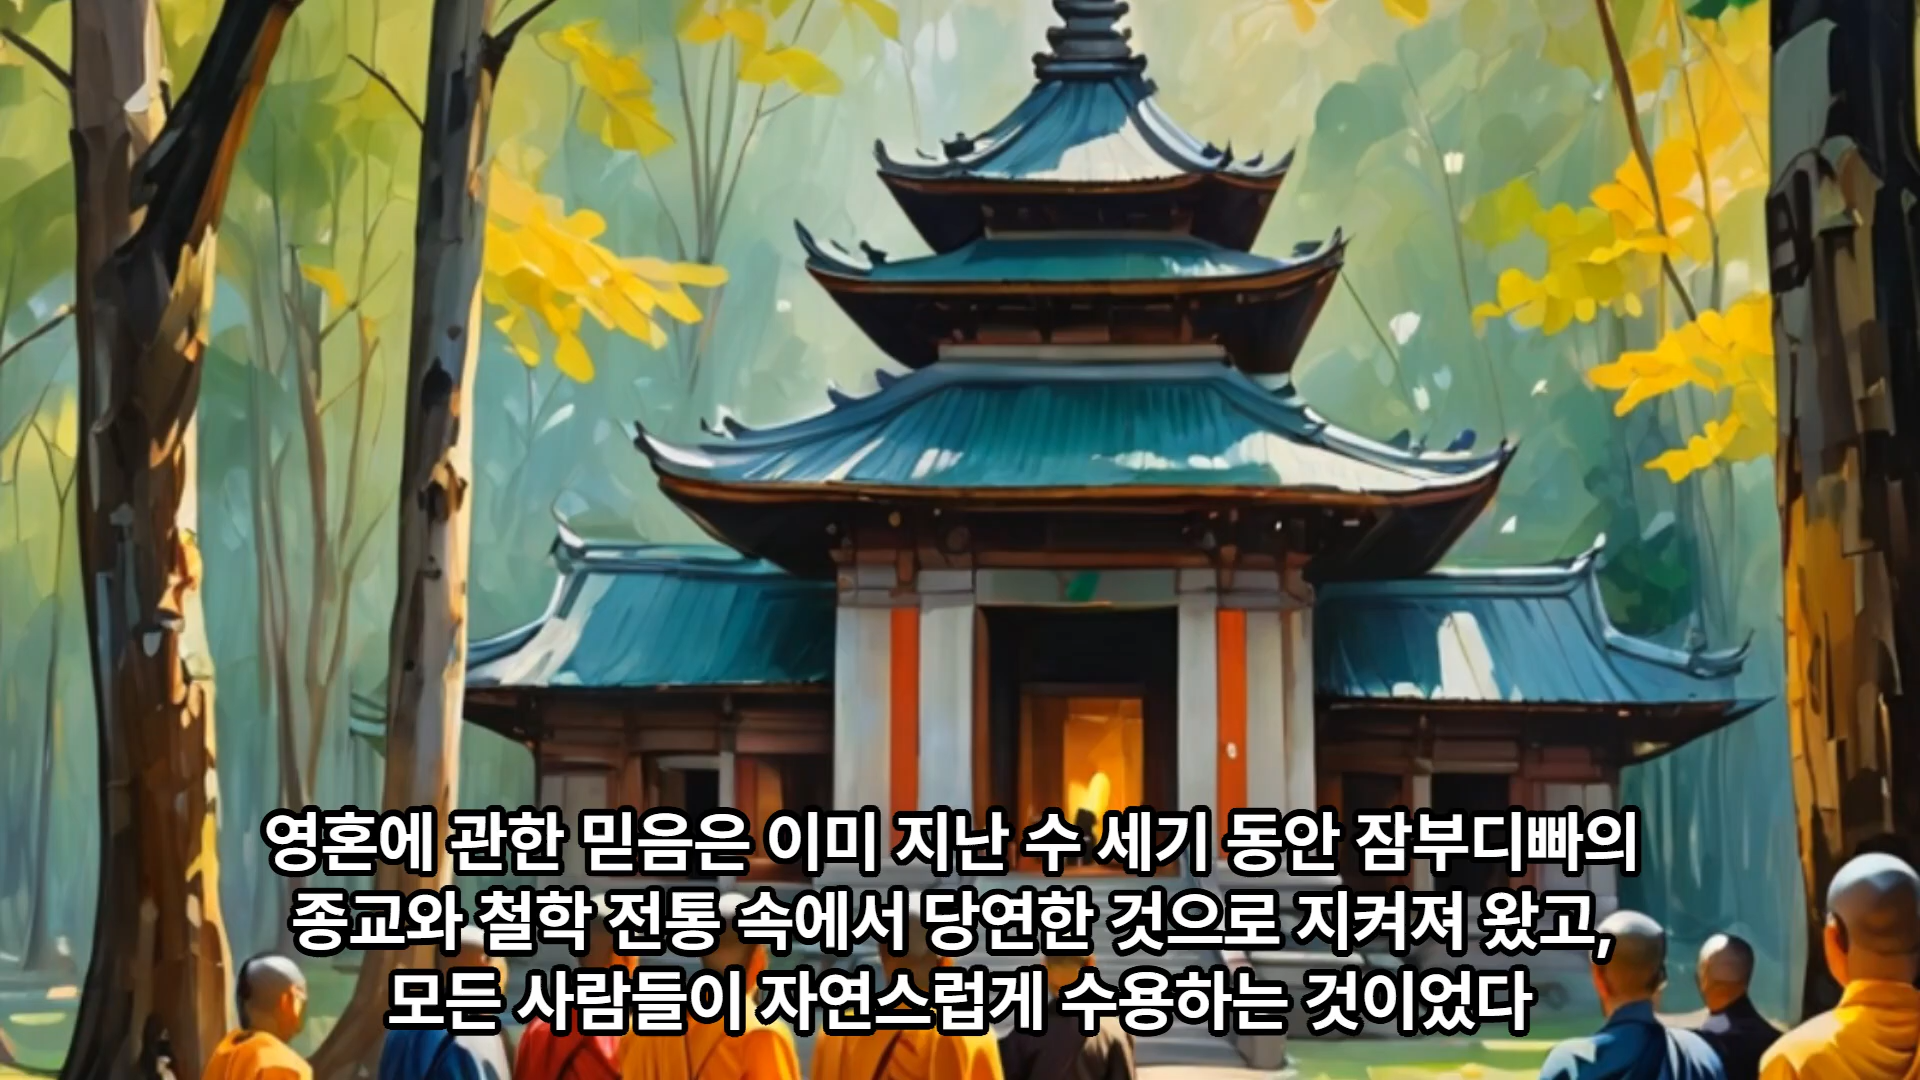 영혼에 관한 믿음은 이미 지난 수 세기 동안 잠부디빠의
종교와 철학 전통 속에서 당연한 것으로 지켜져 왔고,
모든 사람들이 자연스럽게 수용하는 것이었다